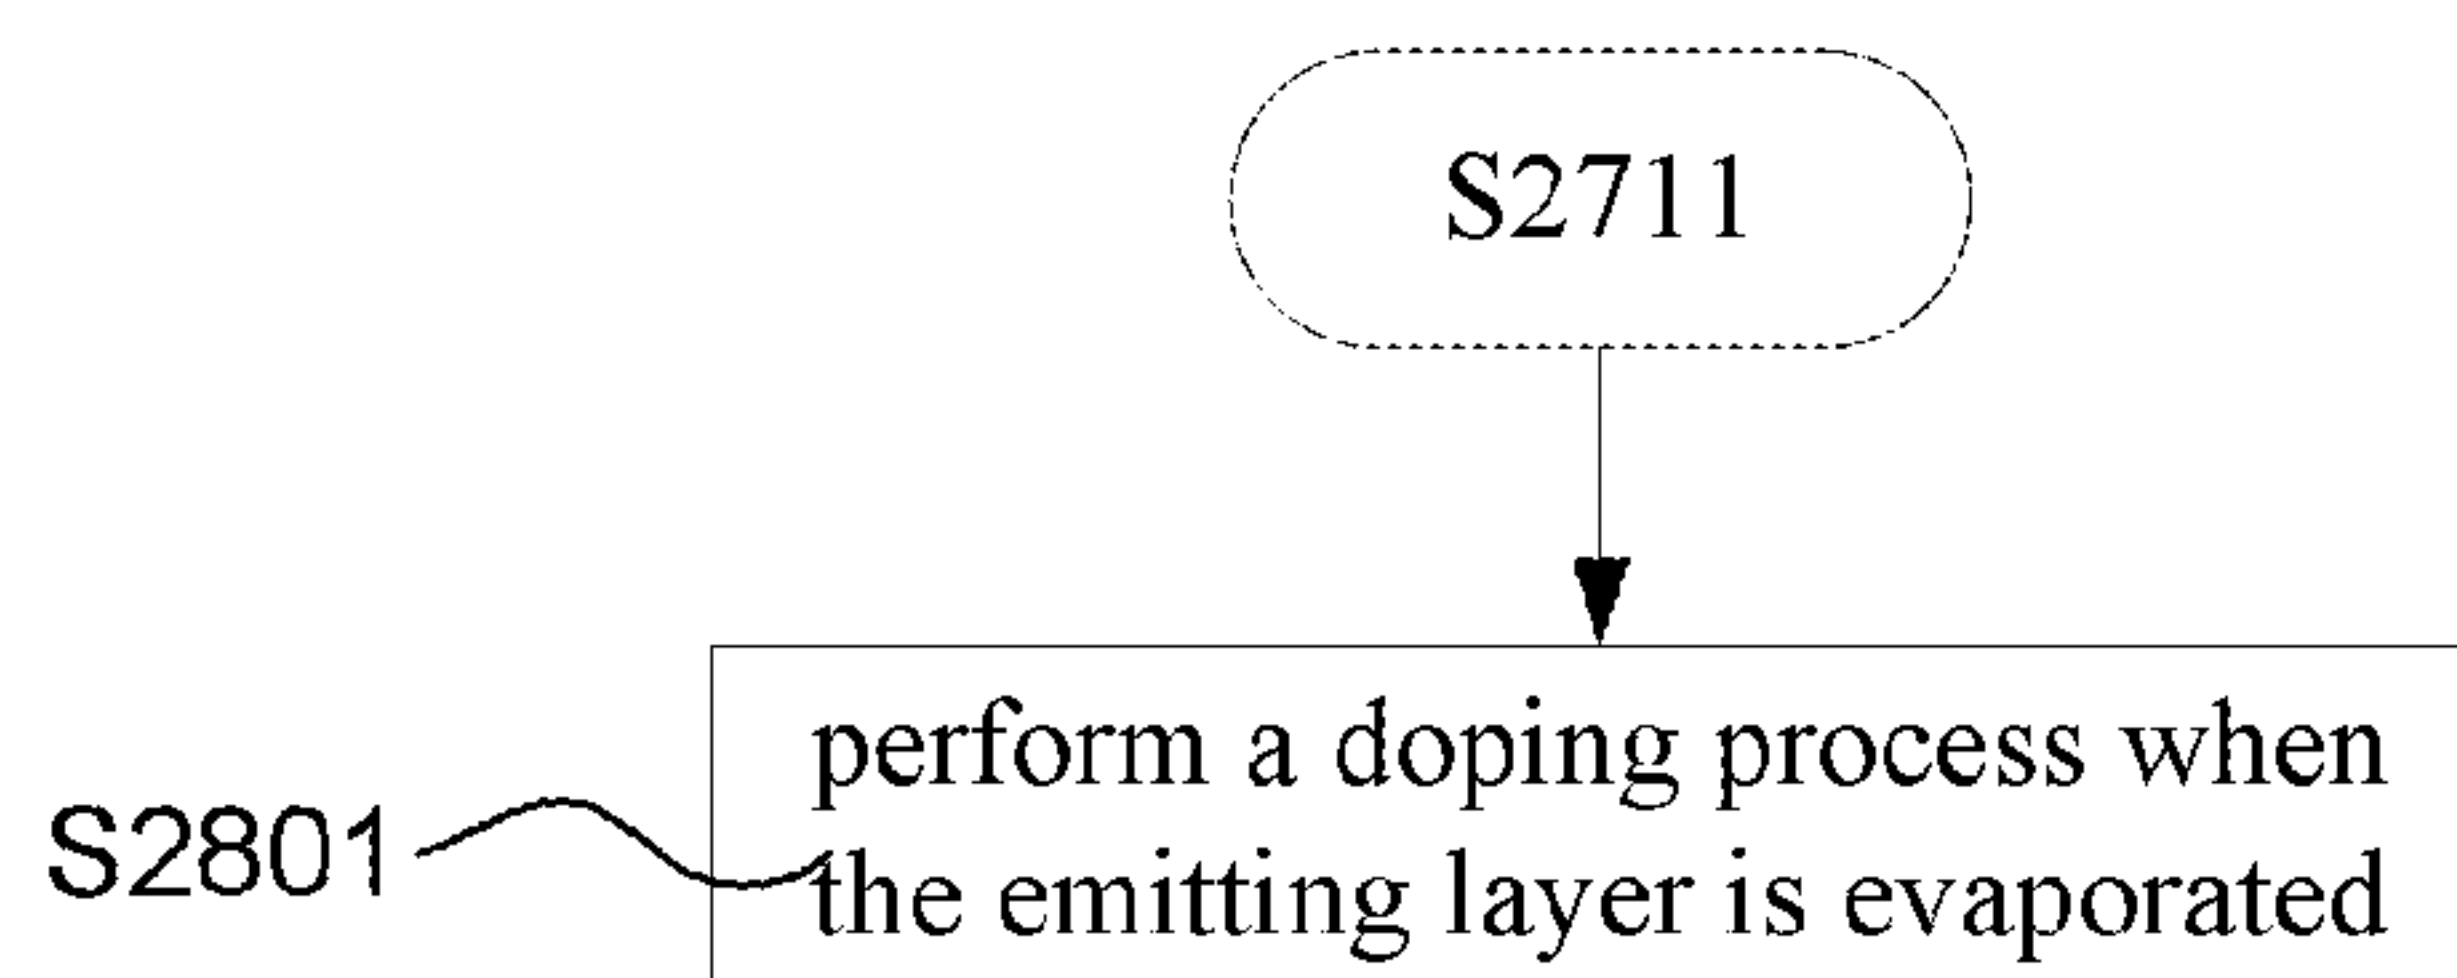 S2711
perform a doping process when
S2801
the emitting layer is evaporated